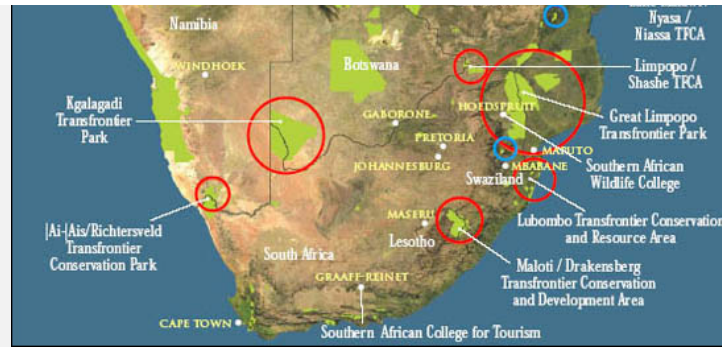 Nyasa /
Niassa TFCA
Namibia
WINDHOEK
Botswana
Limpopo /
Shashe TFCA
Kgalagadi
Transfrontier
Park
GABORONE
HOEDSPRUIT
Great Limpopo
Transfrontier Park
PRETORIA
JOHANNESBURG
MAPUTO
MBABANE
Swaziland
Southern African
Wildlife College
|Ai-|Ais/Richtersveld
Transfrontier
Conservation Park
MASERU
Lesotho
Lubombo Transfrontier Conservation
and Resource Area
South Africa
Maloti / Drakensberg
Transfrontier Conservation
and Development Area
GRAAFF-REINET
CAPE TOWN
Southern African College for Tourism